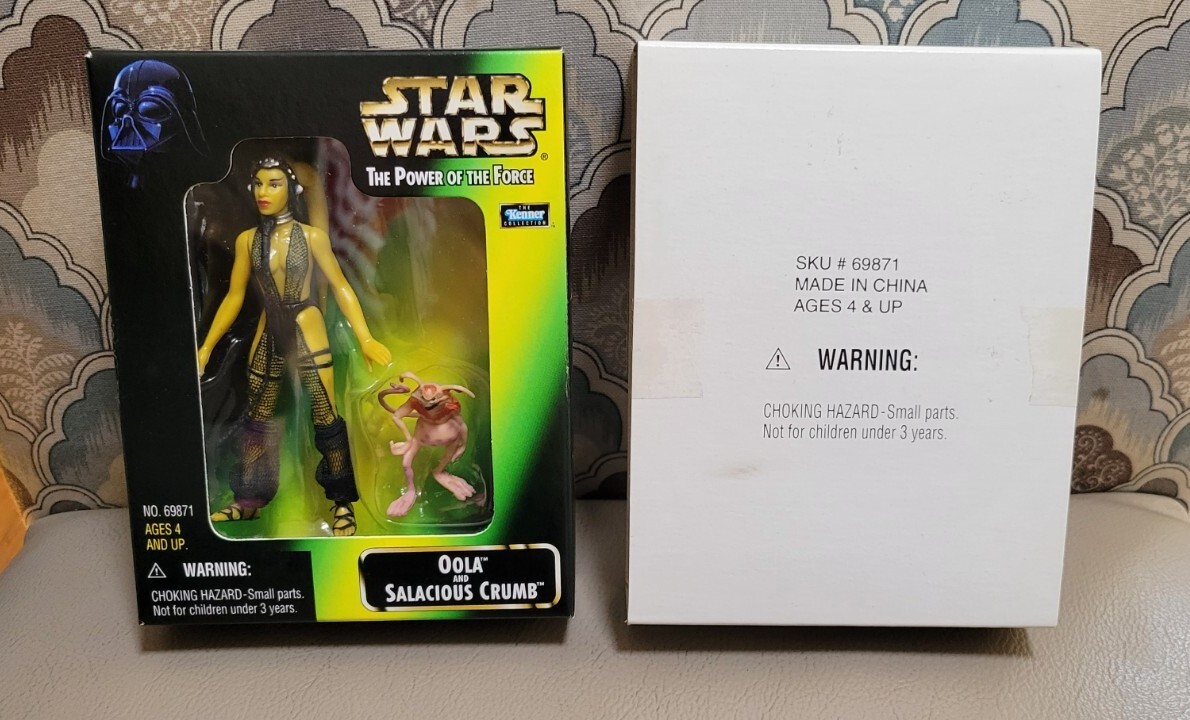 STAR
WARS®
THE POWER OF THE FORCE
THE
Kenner
COLLECTION
NO. 69871
AGES 4
AND UP.
⚠ WARNING:
CHOKING HAZARD-Small parts.
Not for children under 3 years.
OOLA™
AND
SALACIOUS CRUMB™
SKU # 69871
MADE IN CHINA
AGES 4 & UP
⚠ WARNING:
CHOKING HAZARD-Small parts.
Not for children under 3 years.